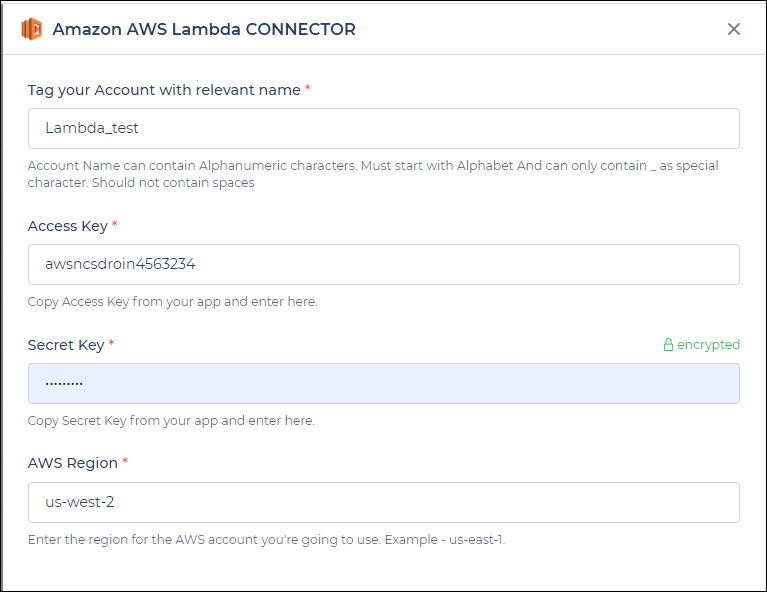 Amazon AWS Lambda CONNECTOR
Tag your Account with relevant name *
Lambda_test
Account Name can contain Alphanumeric characters. Must start with Alphabet And can only contain _ as special
character. Should not contain spaces
Access Key *
awsncsdroin4563234
Copy Access Key from your app and enter here.
Secret Key *
encrypted
•••••••••
Copy Secret Key from your app and enter here.
AWS Region *
us-west-2
Enter the region for the AWS account you're going to use. Example - us-east-1.